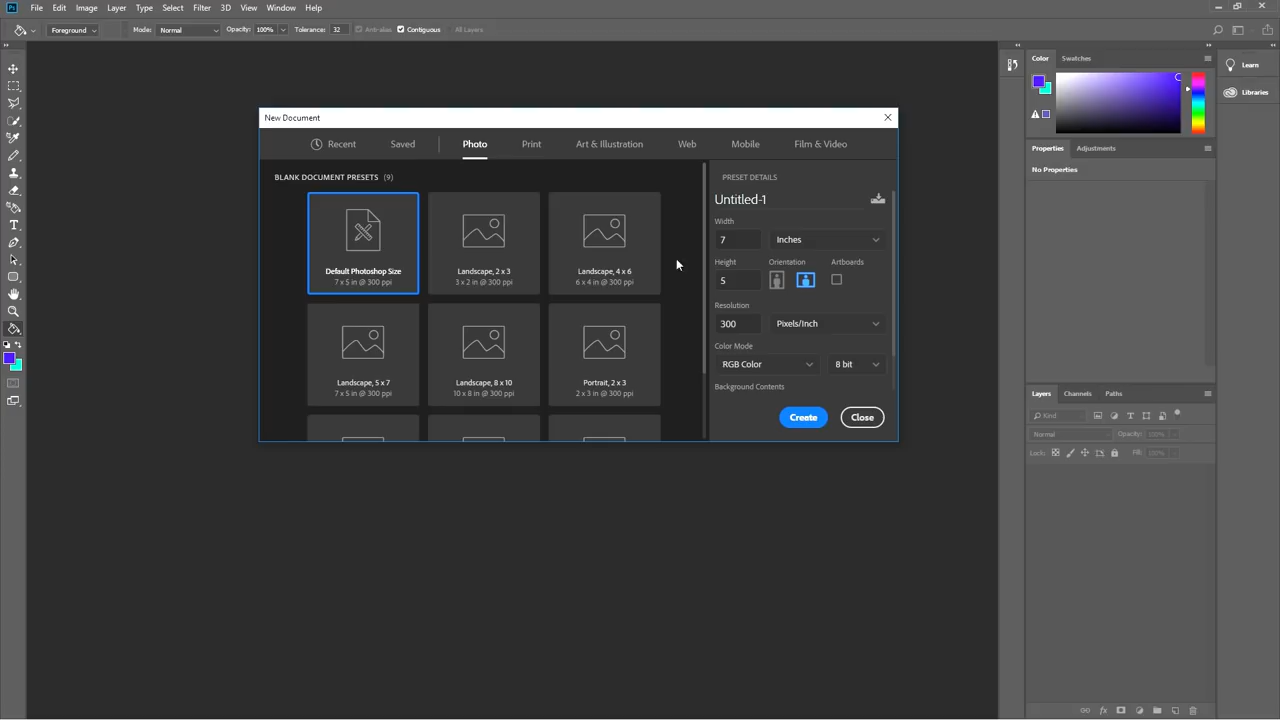 Ps File Edit Image Layer Type Select Filter 3D View Window Help
Foreground Mode: Normal Opacity: 100% Tolerance: 32 Anti-alias Contiguous All Layers
Color Swatches
Learn
Libraries
Properties Adjustments
No Properties
Layers Channels Paths
Kind
Normal Opacity: 100%
Lock: Fill: 100%
fx
T
New Document
Recent Saved Photo Print Art & Illustration Web Mobile Film & Video
BLANK DOCUMENT PRESETS (9)
Default Photoshop Size
7 x 5 in @ 300 ppi
Landscape, 2 x 3
3 x 2 in @ 300 ppi
Landscape, 4 x 6
6 x 4 in @ 300 ppi
Landscape, 5 x 7
7 x 5 in @ 300 ppi
Landscape, 8 x 10
10 x 8 in @ 300 ppi
Portrait, 2 x 3
2 x 3 in @ 300 ppi
PRESET DETAILS
Untitled-1
Width
7 Inches
Height Orientation Artboards
5
Resolution
300 Pixels/Inch
Color Mode
RGB Color 8 bit
Background Contents
Create Close